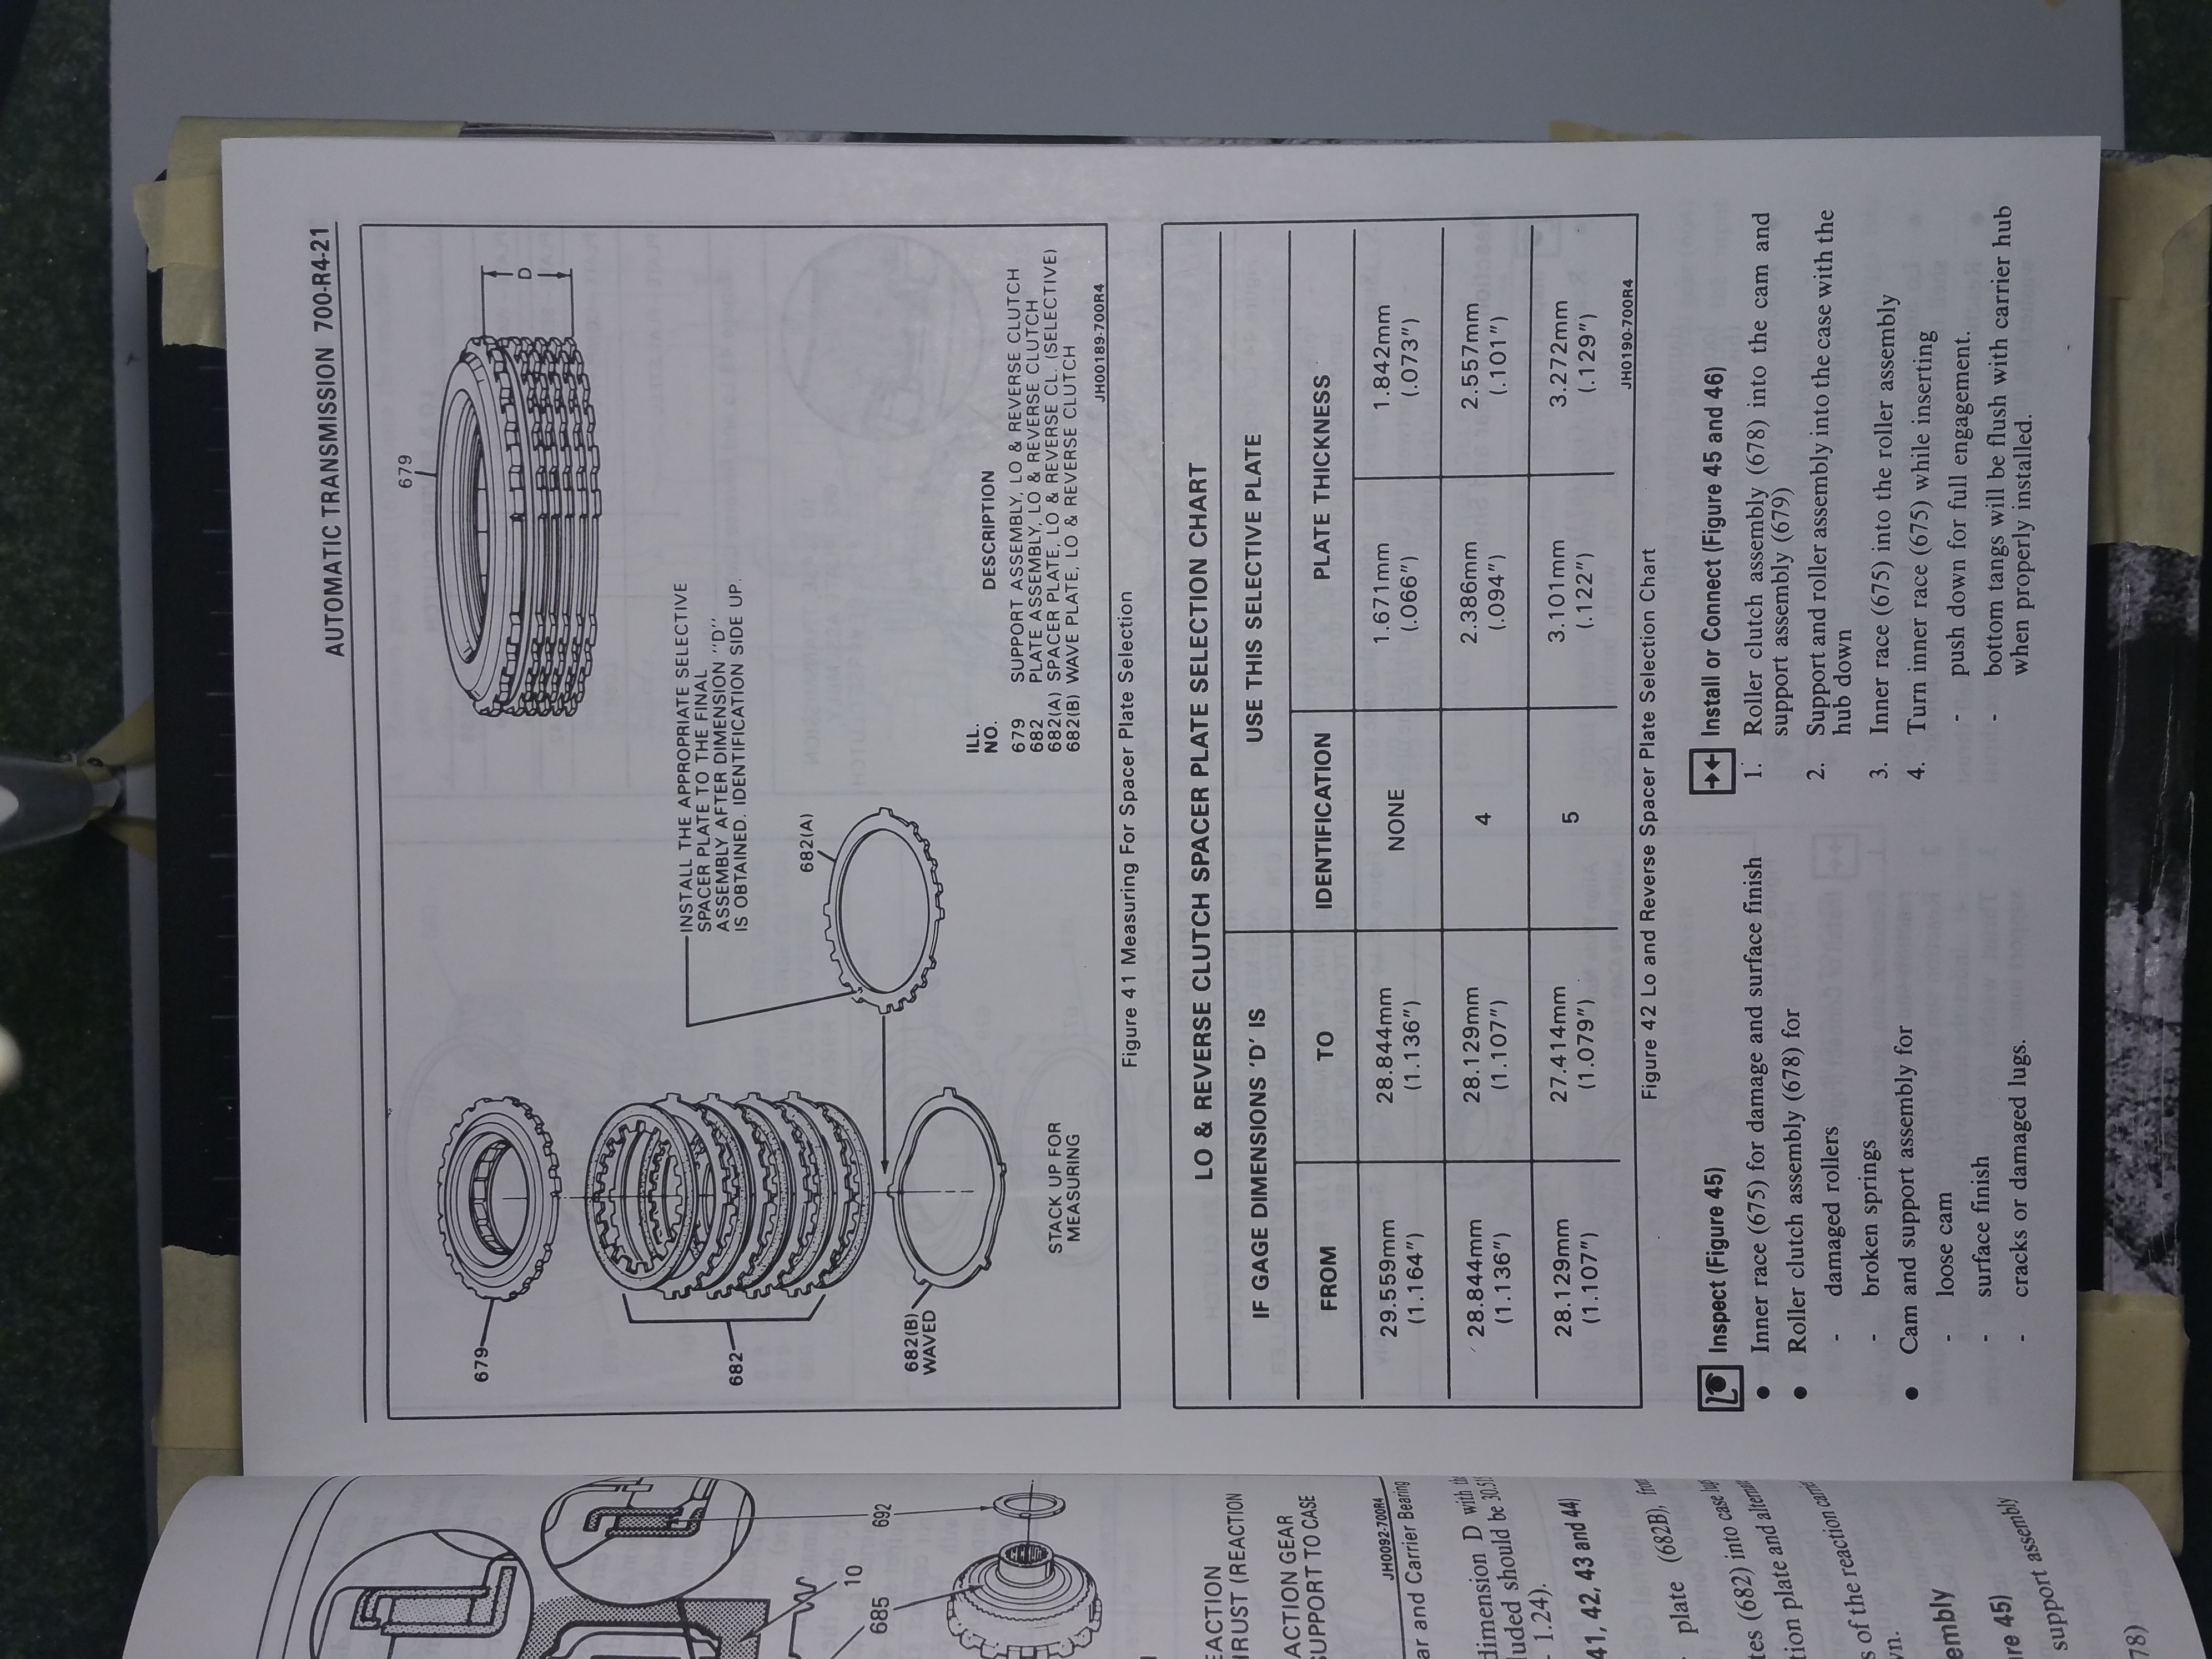 AUTOMATIC TRANSMISSION 700-R4-21
679
D
679
682
682(B)
WAVED
INSTALL THE APPROPRIATE SELECTIVE
SPACER PLATE TO THE FINAL
ASSEMBLY AFTER DIMENSION "D"
IS OBTAINED. IDENTIFICATION SIDE UP.
682(A)
STACK UP FOR
MEASURING
ILL.
NO. DESCRIPTION
679 SUPPORT ASSEMBLY, LO & REVERSE CLUTCH
682 PLATE ASSEMBLY, LO & REVERSE CLUTCH
682(A) SPACER PLATE, LO & REVERSE CL. (SELECTIVE)
682(B) WAVE PLATE, LO & REVERSE CLUTCH
JH00189-700R4
Figure 41 Measuring For Spacer Plate Selection
LO & REVERSE CLUTCH SPACER PLATE SELECTION CHART
IF GAGE DIMENSIONS 'D' IS USE THIS SELECTIVE PLATE
FROM TO IDENTIFICATION PLATE THICKNESS
29.559mm 28.844mm NONE 1.671mm 1.842mm
(1.164") (1.136") (.066") (.073")
28.844mm 28.129mm 4 2.386mm 2.557mm
(1.136") (1.107") (.094") (.101")
28.129mm 27.414mm 5 3.101mm 3.272mm
(1.107") (1.079") (.122") (.129")
JH0190-700R4
Figure 42 Lo and Reverse Spacer Plate Selection Chart
Inspect (Figure 45)
● Inner race (675) for damage and surface finish
● Roller clutch assembly (678) for
- damaged rollers
- broken springs
● Cam and support assembly for
- loose cam
- surface finish
- cracks or damaged lugs.
Install or Connect (Figure 45 and 46)
1. Roller clutch assembly (678) into the cam and
support assembly (679)
2. Support and roller assembly into the case with the
hub down
3. Inner race (675) into the roller assembly
4. Turn inner race (675) while inserting
- push down for full engagement.
- bottom tangs will be flush with carrier hub
when properly installed.
692
10
685
EACTION
HRUST (REACTION
ACTION GEAR
SUPPORT TO CASE
JH0092-700R4
ar and Carrier Bearing
dimension D with
luded should be
- 1.24).
41, 42, 43 and 44)
plate (682B),
tes (682) into case
tion plate and
s of the reaction
wn.
embly
re 45)
support assembly
78)